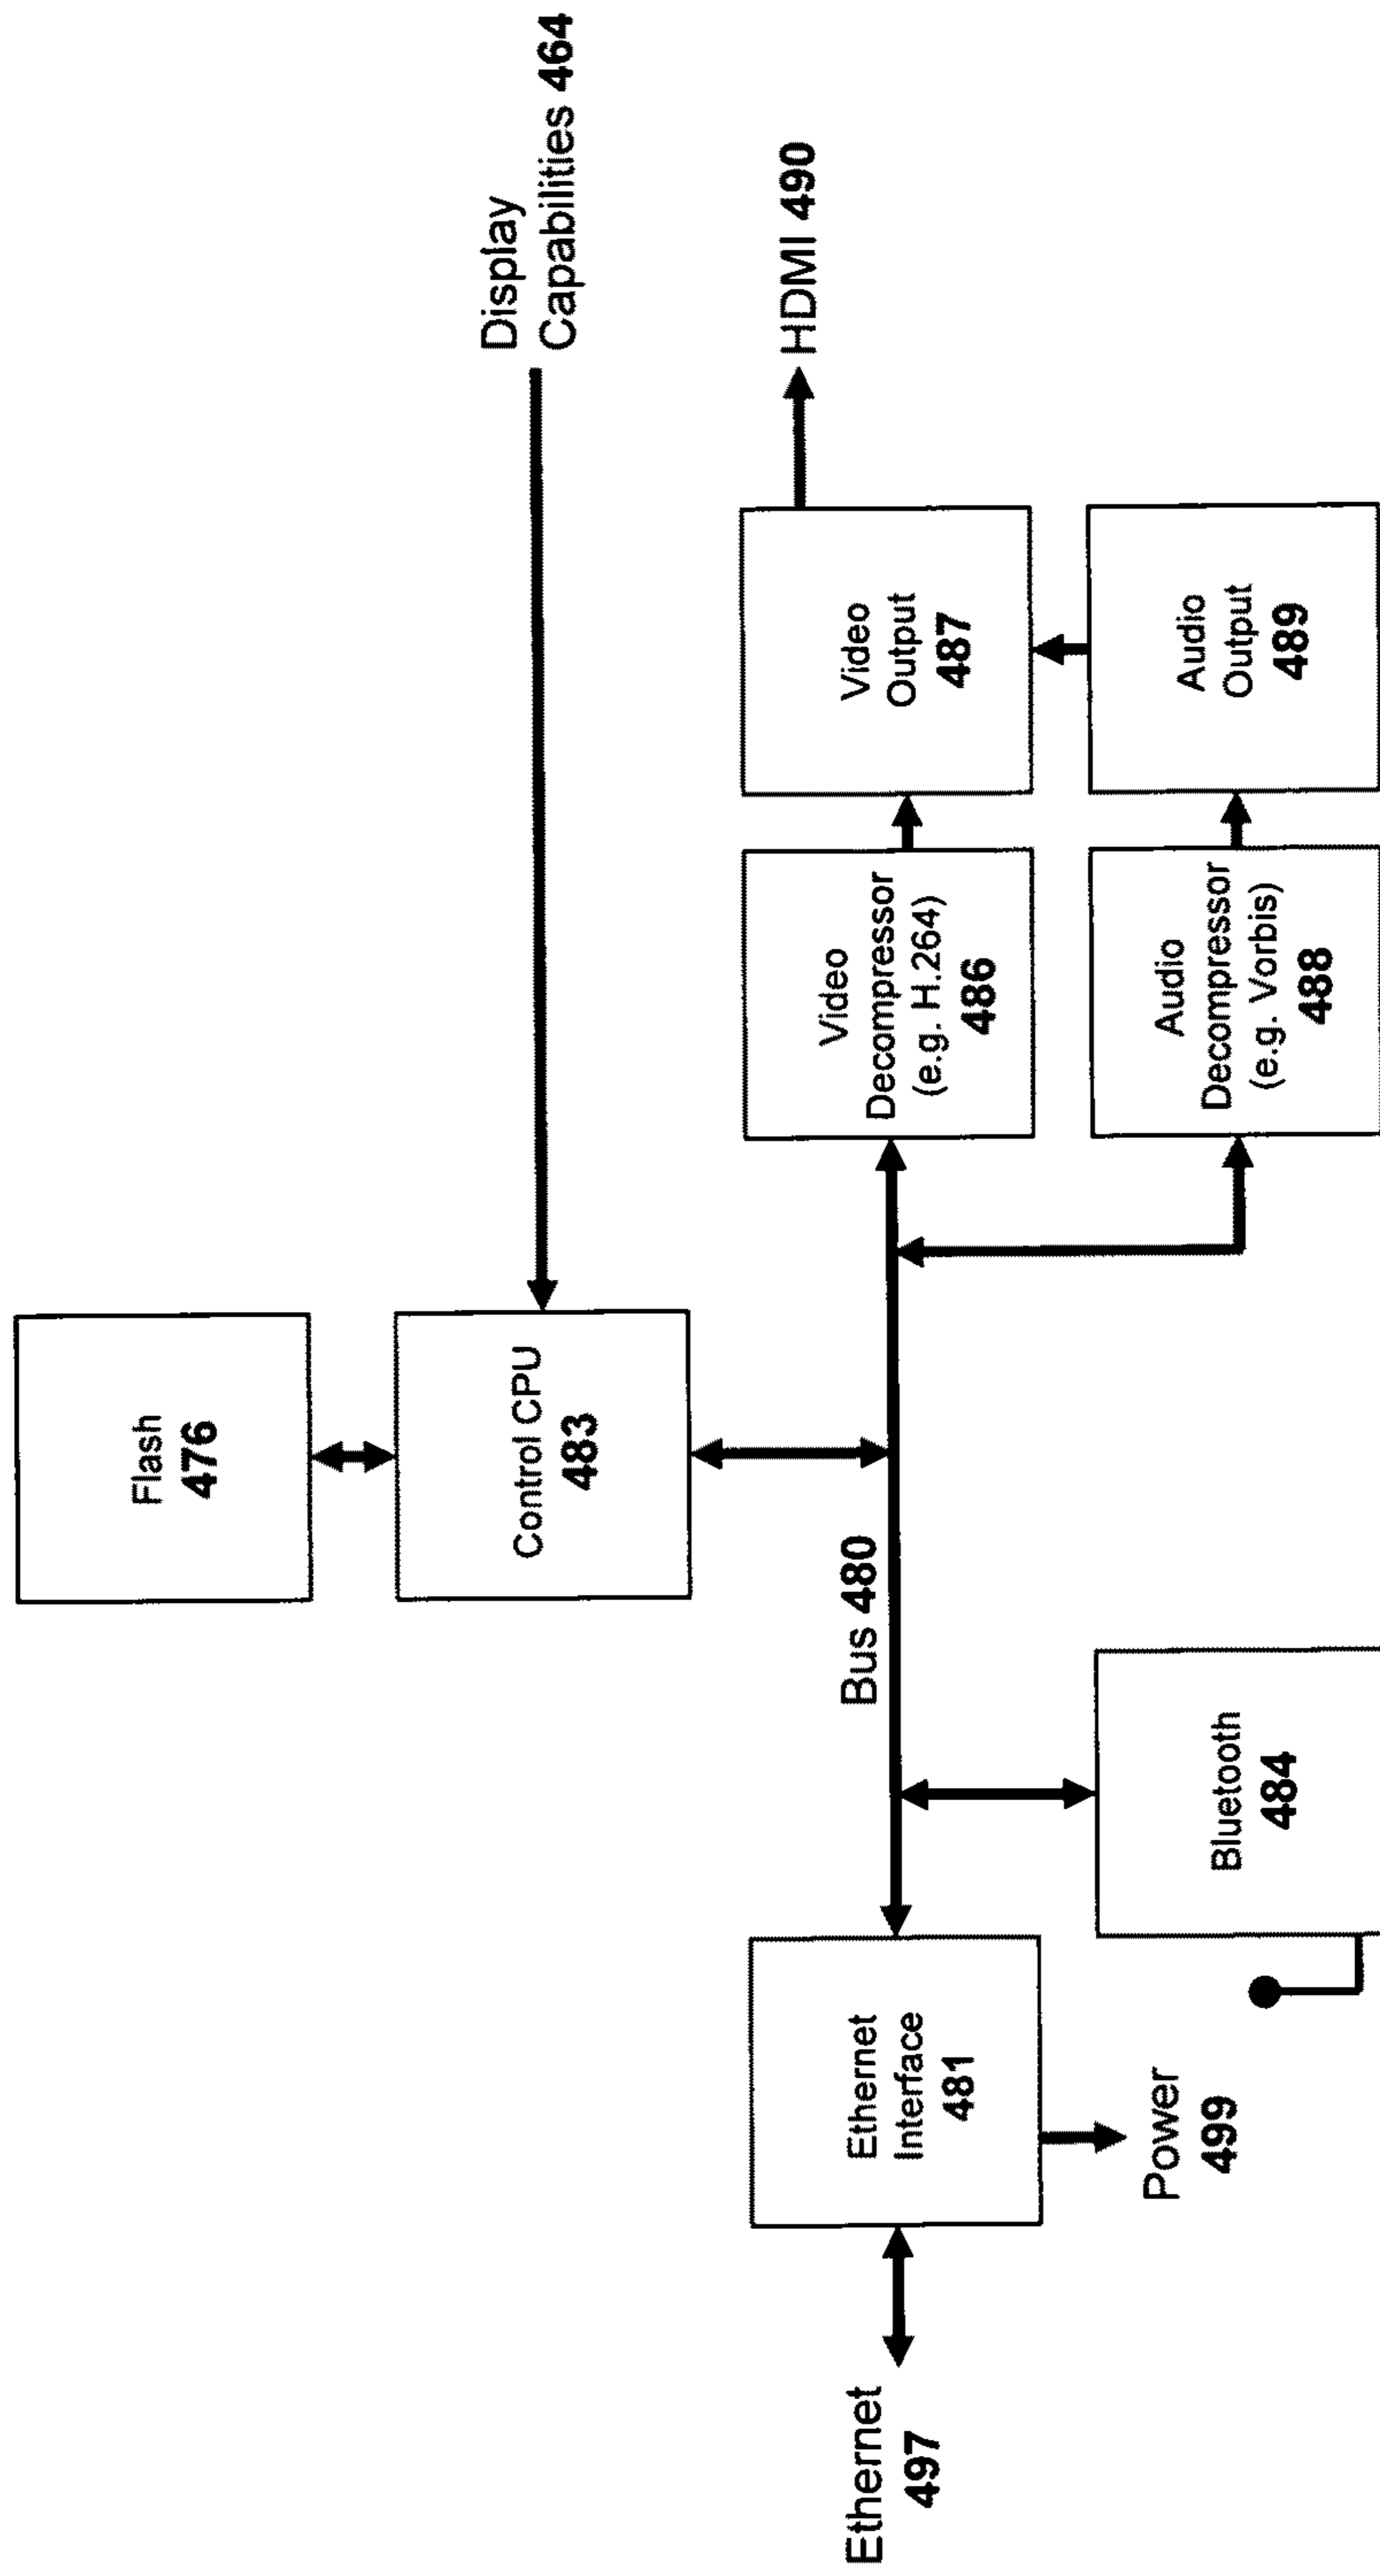 Display
Capabilities 464
Flash
476
Control CPU
483
HDMI 490
Bus 480
Ethernet
497
Ethernet
Interface
481
Video
Decompressor
(e.g. H.264)
486
Video
Output
487
Power
499
Bluetooth
484
Audio
Decompressor
(e.g. Vorbis)
488
Audio
Output
489